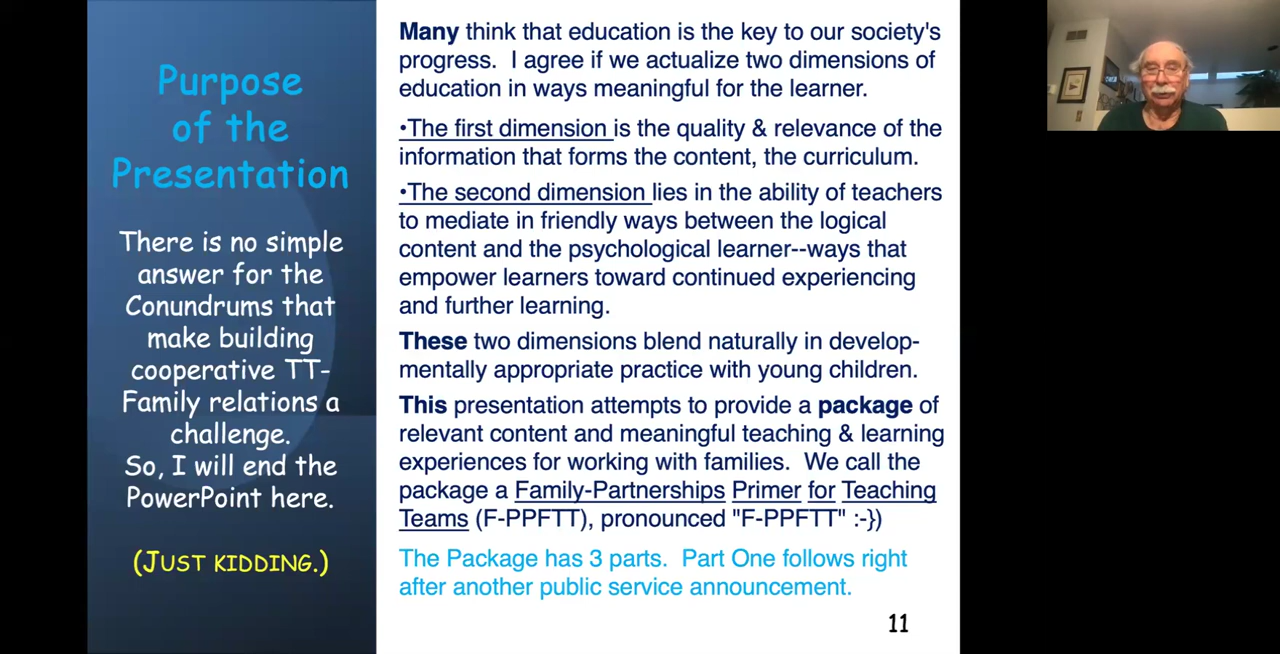 Purpose
of the
Presentation
There is no simple
answer for the
Conundrums that
make building
cooperative TT-
Family relations a
challenge.
So, I will end the
PowerPoint here.
(Just kidding.)
Many think that education is the key to our society's
progress.  I agree if we actualize two dimensions of
education in ways meaningful for the learner.
•The first dimension is the quality & relevance of the
information that forms the content, the curriculum.
•The second dimension lies in the ability of teachers
to mediate in friendly ways between the logical
content and the psychological learner--ways that
empower learners toward continued experiencing
and further learning.
These two dimensions blend naturally in develop-
mentally appropriate practice with young children.
This presentation attempts to provide a package of
relevant content and meaningful teaching & learning
experiences for working with families.  We call the
package a Family-Partnerships Primer for Teaching
Teams (F-PPFTT), pronounced "F-PPFTT" :-})
The Package has 3 parts.  Part One follows right
after another public service announcement.
11